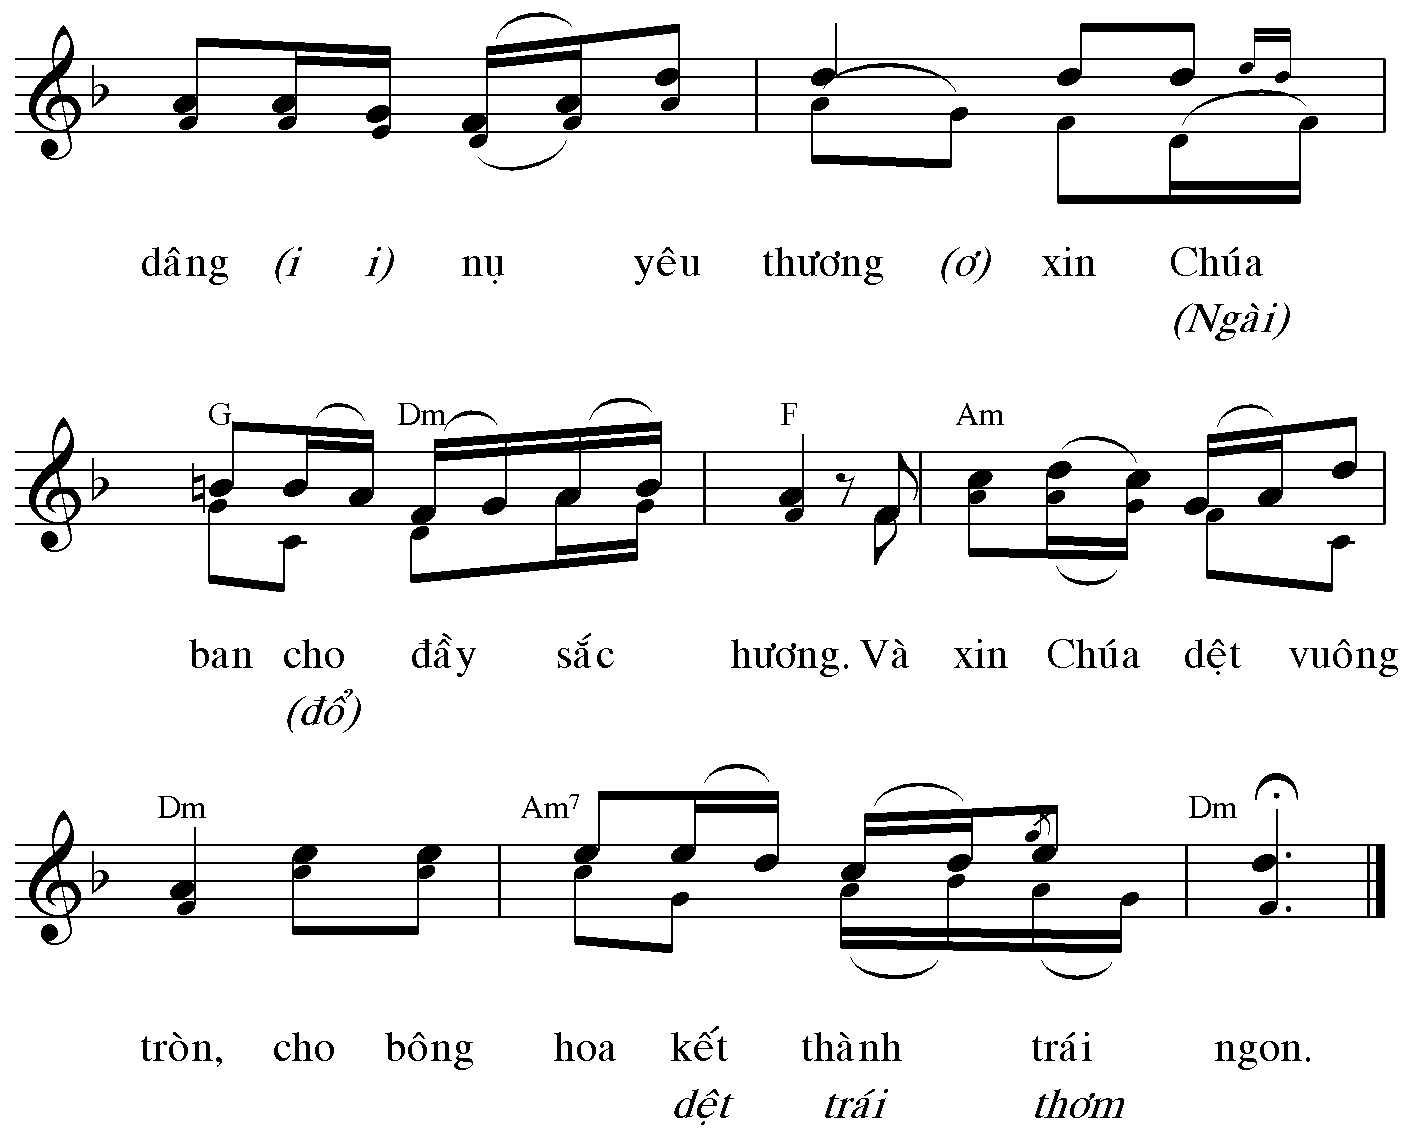 dâng (i i) nụ yêu thương (ơ) xin Chúa
(Ngài)
G Dm F Am
ban cho đầy sắc hương. Và xin Chúa dệt vuông
(đổ)
Dm Am7 Dm
tròn, cho bông hoa kết thành trái ngon.
dệt trái thơm